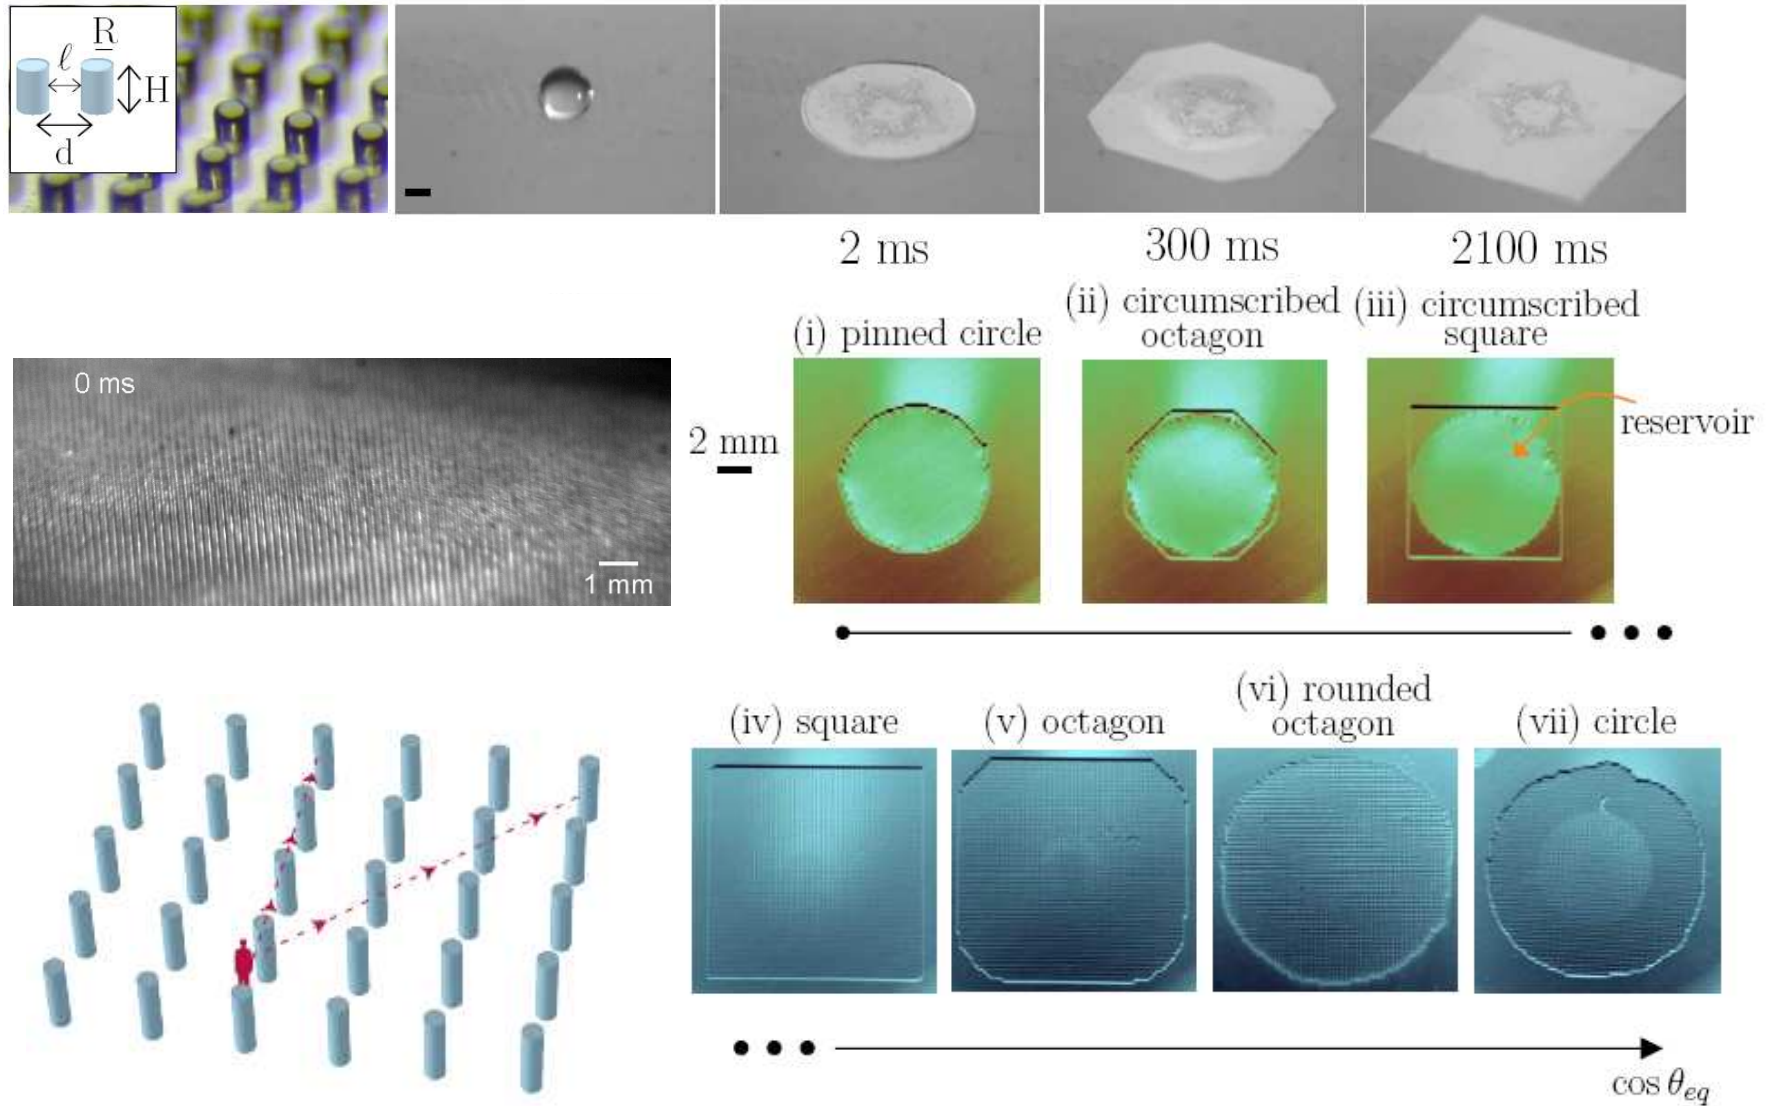 R
ℓ
H
d
2 ms
300 ms
2100 ms
(i) pinned circle
(ii) circumscribed
octagon
(iii) circumscribed
square
0 ms
1 mm
2 mm
reservoir
(iv) square
(v) octagon
(vi) rounded
octagon
(vii) circle
cos θeq